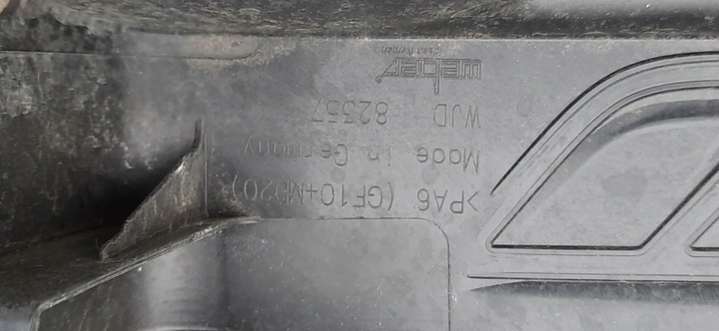 weber
WJD 82357
Made in Germany
>PA6 (GF10+MD20)